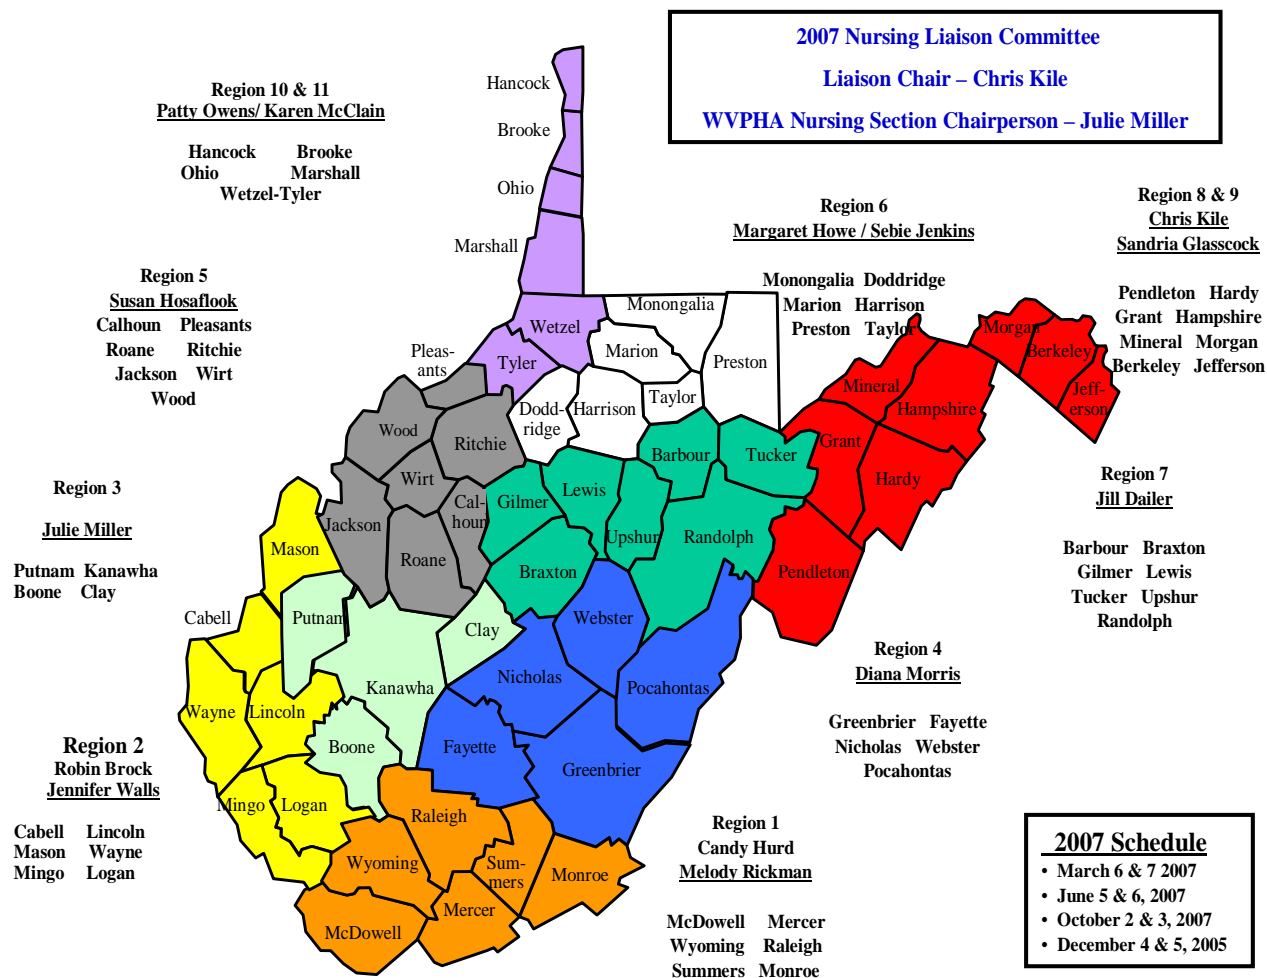 2007 Nursing Liaison Committee
Liaison Chair – Chris Kile
WVPHA Nursing Section Chairperson – Julie Miller
Region 10 & 11
Patty Owens/ Karen McClain
Hancock Brooke
Ohio Marshall
Wetzel-Tyler
Region 5
Susan Hosaflook
Calhoun Pleasants
Roane Ritchie
Jackson Wirt
Wood
Region 3
Julie Miller
Putnam Kanawha
Boone Clay
Region 2
Robin Brock
Jennifer Walls
Cabell Lincoln
Mason Wayne
Mingo Logan
Region 6
Margaret Howe / Sebie Jenkins
Monongalia Doddridge
Marion Harrison
Preston Taylor
Region 8 & 9
Chris Kile
Sandria Glasscock
Pendleton Hardy
Grant Hampshire
Mineral Morgan
Berkeley Jefferson
Region 7
Jill Dailer
Barbour Braxton
Gilmer Lewis
Tucker Upshur
Randolph
Region 4
Diana Morris
Greenbrier Fayette
Nicholas Webster
Pocahontas
Region 1
Candy Hurd
Melody Rickman
McDowell Mercer
Wyoming Raleigh
Summers Monroe
2007 Schedule
• March 6 & 7 2007
• June 5 & 6, 2007
• October 2 & 3, 2007
• December 4 & 5, 2005
Hancock
Brooke
Ohio
Marshall
Wetzel
Tyler
Pleas-
ants
Monongalia
Marion
Preston
Taylor
Dodd-
ridge
Harrison
Morgan
Berkeley
Jeff-
erson
Mineral
Hampshire
Grant
Hardy
Pendleton
Wood
Ritchie
Wirt
Cal-
houn
Jackson
Roane
Barbour
Tucker
Lewis
Gilmer
Upshur
Randolph
Braxton
Mason
Cabell
Putnam
Clay
Webster
Kanawha
Nicholas
Pocahontas
Wayne
Lincoln
Boone
Fayette
Greenbrier
Mingo
Logan
Raleigh
Wyoming
Sum-
mers
Monroe
Mercer
McDowell